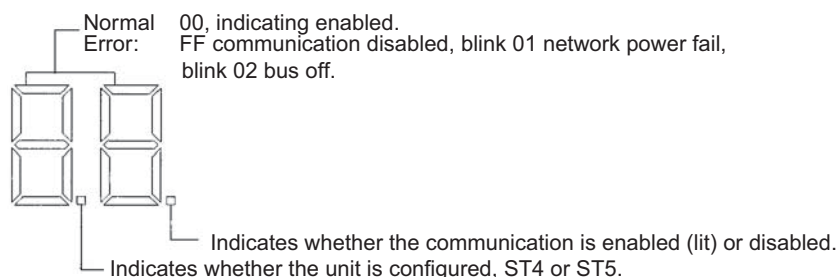 Normal 00, indicating enabled.
Error: FF communication disabled, blink 01 network power fail,
blink 02 bus off.
Indicates whether the communication is enabled (lit) or disabled.
Indicates whether the unit is configured, ST4 or ST5.